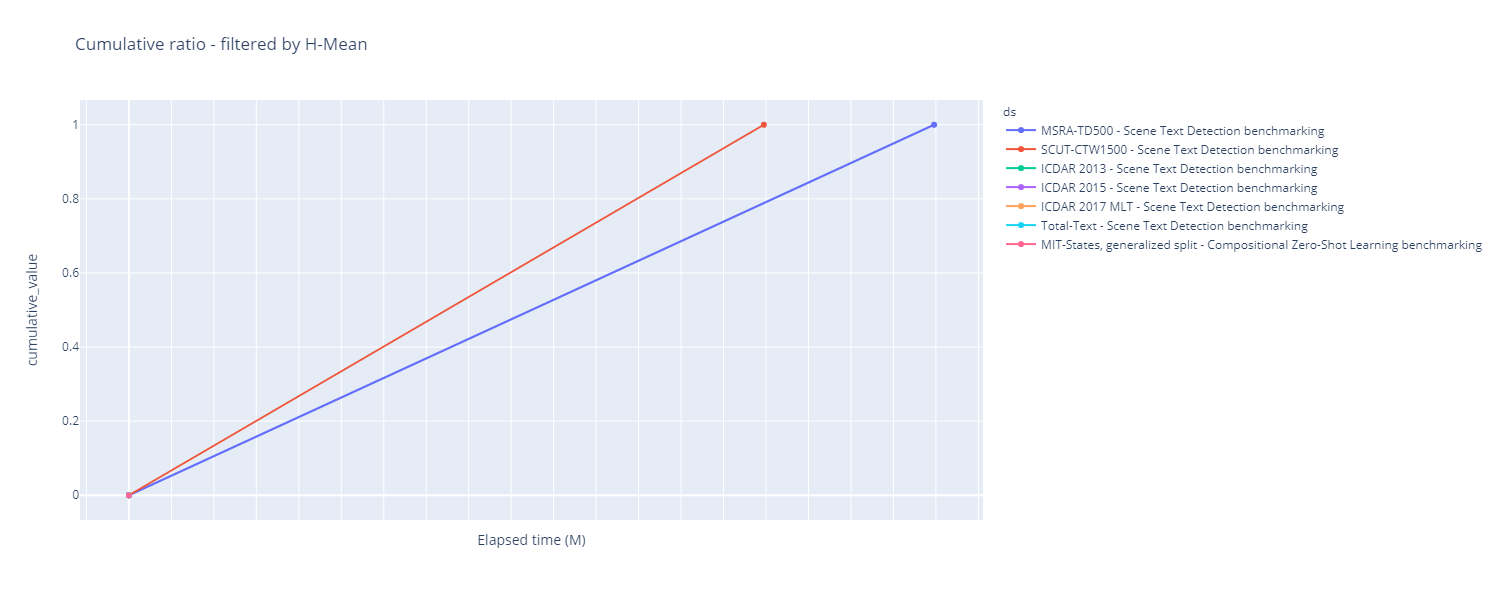 Cumulative ratio - filtered by H-Mean
cumulative_value
1
0.8
0.6
0.4
0.2
0
Elapsed time (M)
ds
MSRA-TD500 - Scene Text Detection benchmarking
SCUT-CTW1500 - Scene Text Detection benchmarking
ICDAR 2013 - Scene Text Detection benchmarking
ICDAR 2015 - Scene Text Detection benchmarking
ICDAR 2017 MLT - Scene Text Detection benchmarking
Total-Text - Scene Text Detection benchmarking
MIT-States, generalized split - Compositional Zero-Shot Learning benchmarking